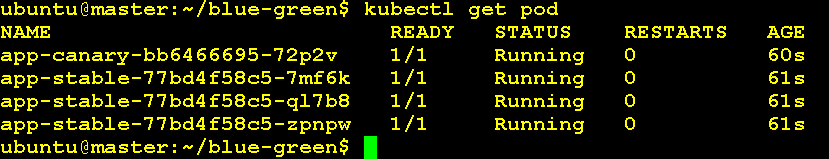 ubuntu@master:~/blue-green$ kubectl get pod
NAME READY STATUS RESTARTS AGE
app-canary-bb6466695-72p2v 1/1 Running 0 60s
app-stable-77bd4f58c5-7mf6k 1/1 Running 0 61s
app-stable-77bd4f58c5-ql7b8 1/1 Running 0 61s
app-stable-77bd4f58c5-zpnpw 1/1 Running 0 61s
ubuntu@master:~/blue-green$